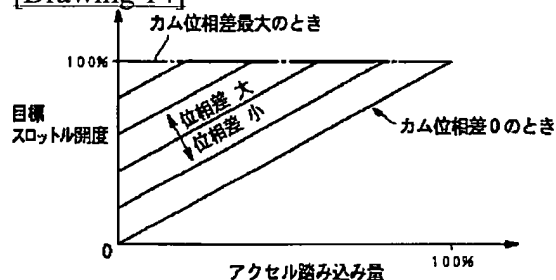 [Drawing 14]
カム位相差最大のとき
100%
位相差 大
位相差 小
目標
スロットル開度
カム位相差0のとき
0
100%
アクセル踏み込み量